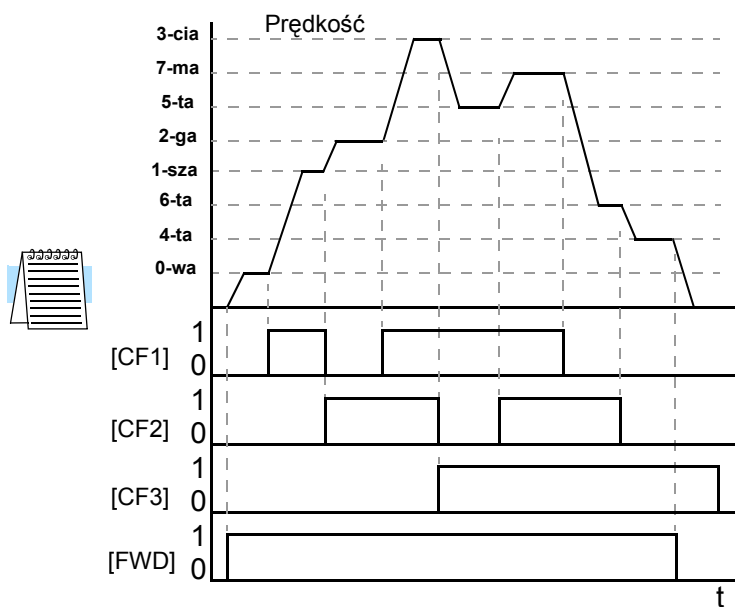 Prędkość
3-cia
7-ma
5-ta
2-ga
1-sza
6-ta
4-ta
0-wa
1
[CF1] 0
1
[CF2] 0
1
[CF3] 0
1
[FWD] 0
t